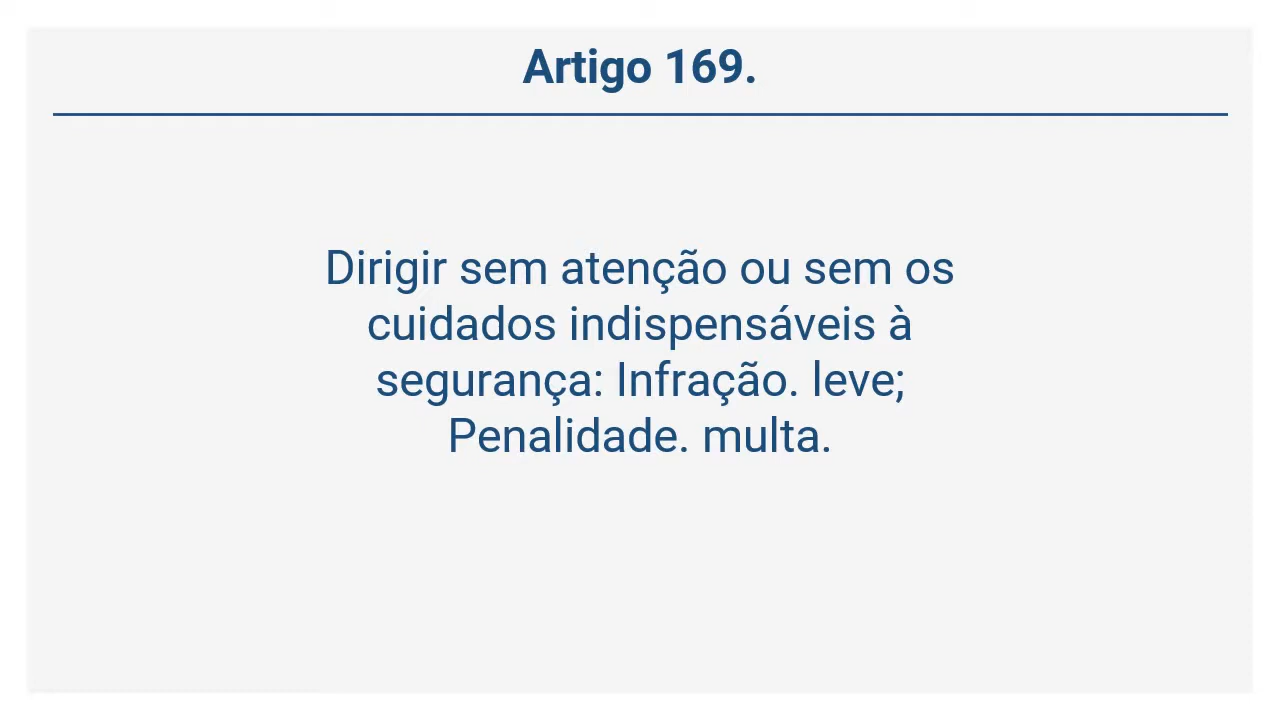 Artigo 169.
Dirigir sem atenção ou sem os
cuidados indispensáveis à
segurança: Infração. leve;
Penalidade. multa.